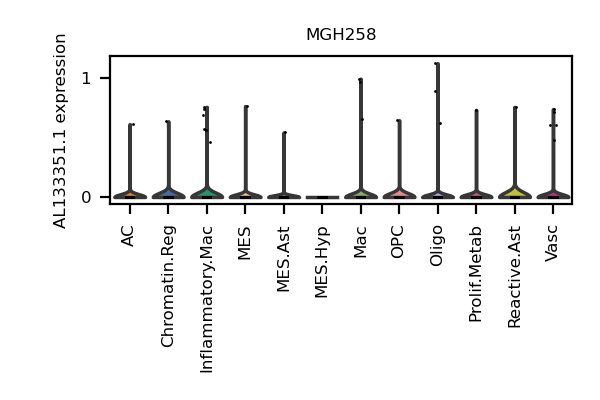 MGH258
AL133351.1 expression
1
0
AC
Chromatin.Reg
Inflammatory.Mac
MES
MES.Ast
MES.Hyp
Mac
OPC
Oligo
Prolif.Metab
Reactive.Ast
Vasc